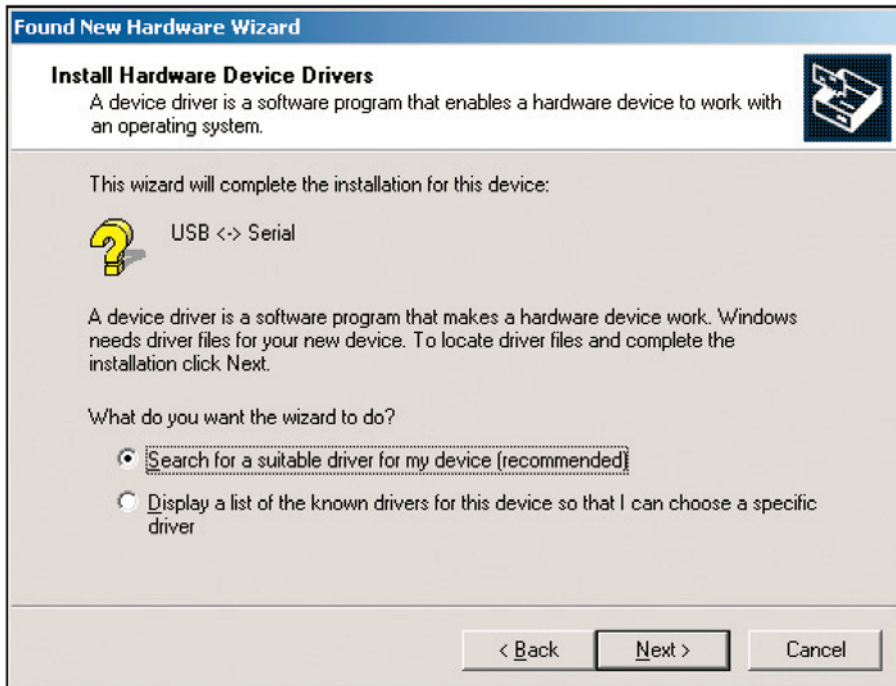 Found New Hardware Wizard
Install Hardware Device Drivers
A device driver is a software program that enables a hardware device to work with
an operating system.
This wizard will complete the installation for this device:
USB <-> Serial
A device driver is a software program that makes a hardware device work. Windows
needs driver files for your new device. To locate driver files and complete the
installation click Next.
What do you want the wizard to do?
Search for a suitable driver for my device (recommended)
Display a list of the known drivers for this device so that I can choose a specific
driver
< Back Next > Cancel